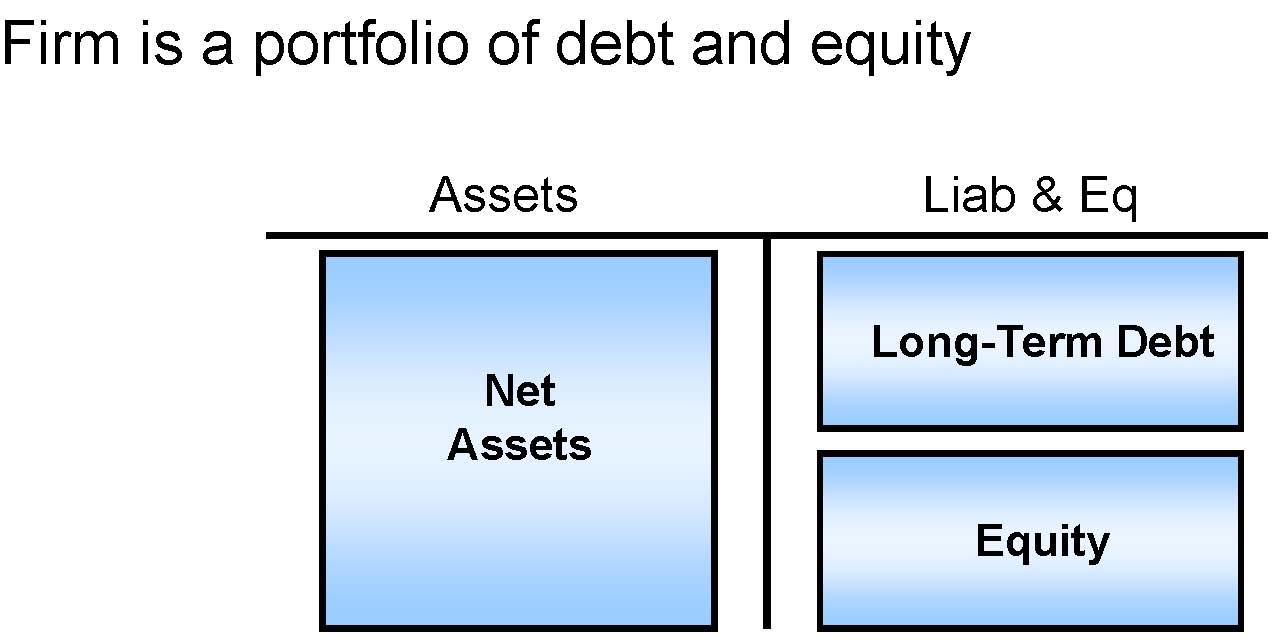 Firm is a portfolio of debt and equity
Assets
Liab & Eq
Net
Assets
Long-Term Debt
Equity